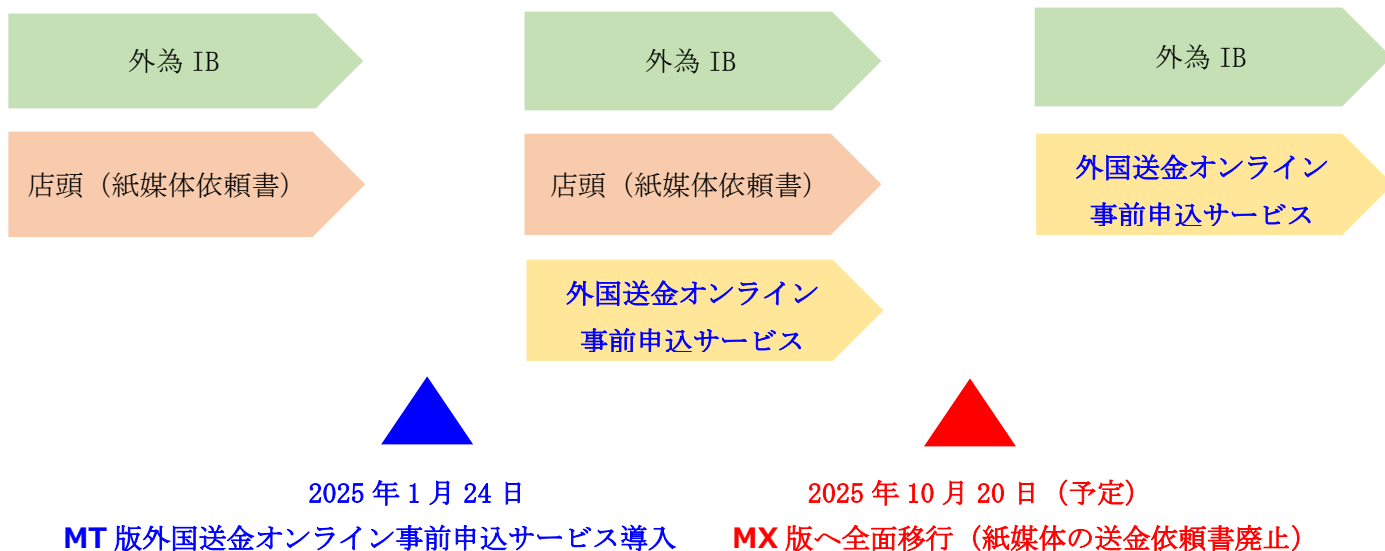 外為 IB
外為 IB
外為 IB
店頭（紙媒体依頼書）
店頭（紙媒体依頼書）
外国送金オンライン
事前申込サービス
外国送金オンライン
事前申込サービス
2025 年 1 月 24 日
MT 版外国送金オンライン事前申込サービス導入
2025 年 10 月 20 日（予定）
MX 版へ全面移行（紙媒体の送金依頼書廃止）